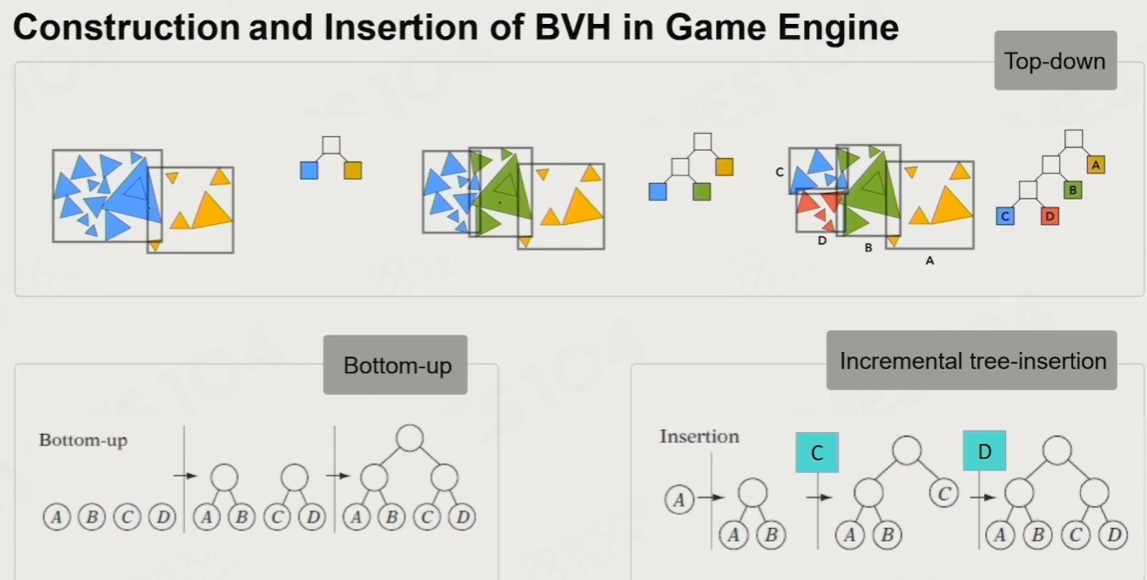 Construction and Insertion of BVH in Game Engine
Top-down
C
D
B
A
A
B
C
D
Bottom-up
Bottom-up
A B C D
A B C D
A B C D
Incremental tree-insertion
Insertion
A
A B
C
C
A B
D
A B C D